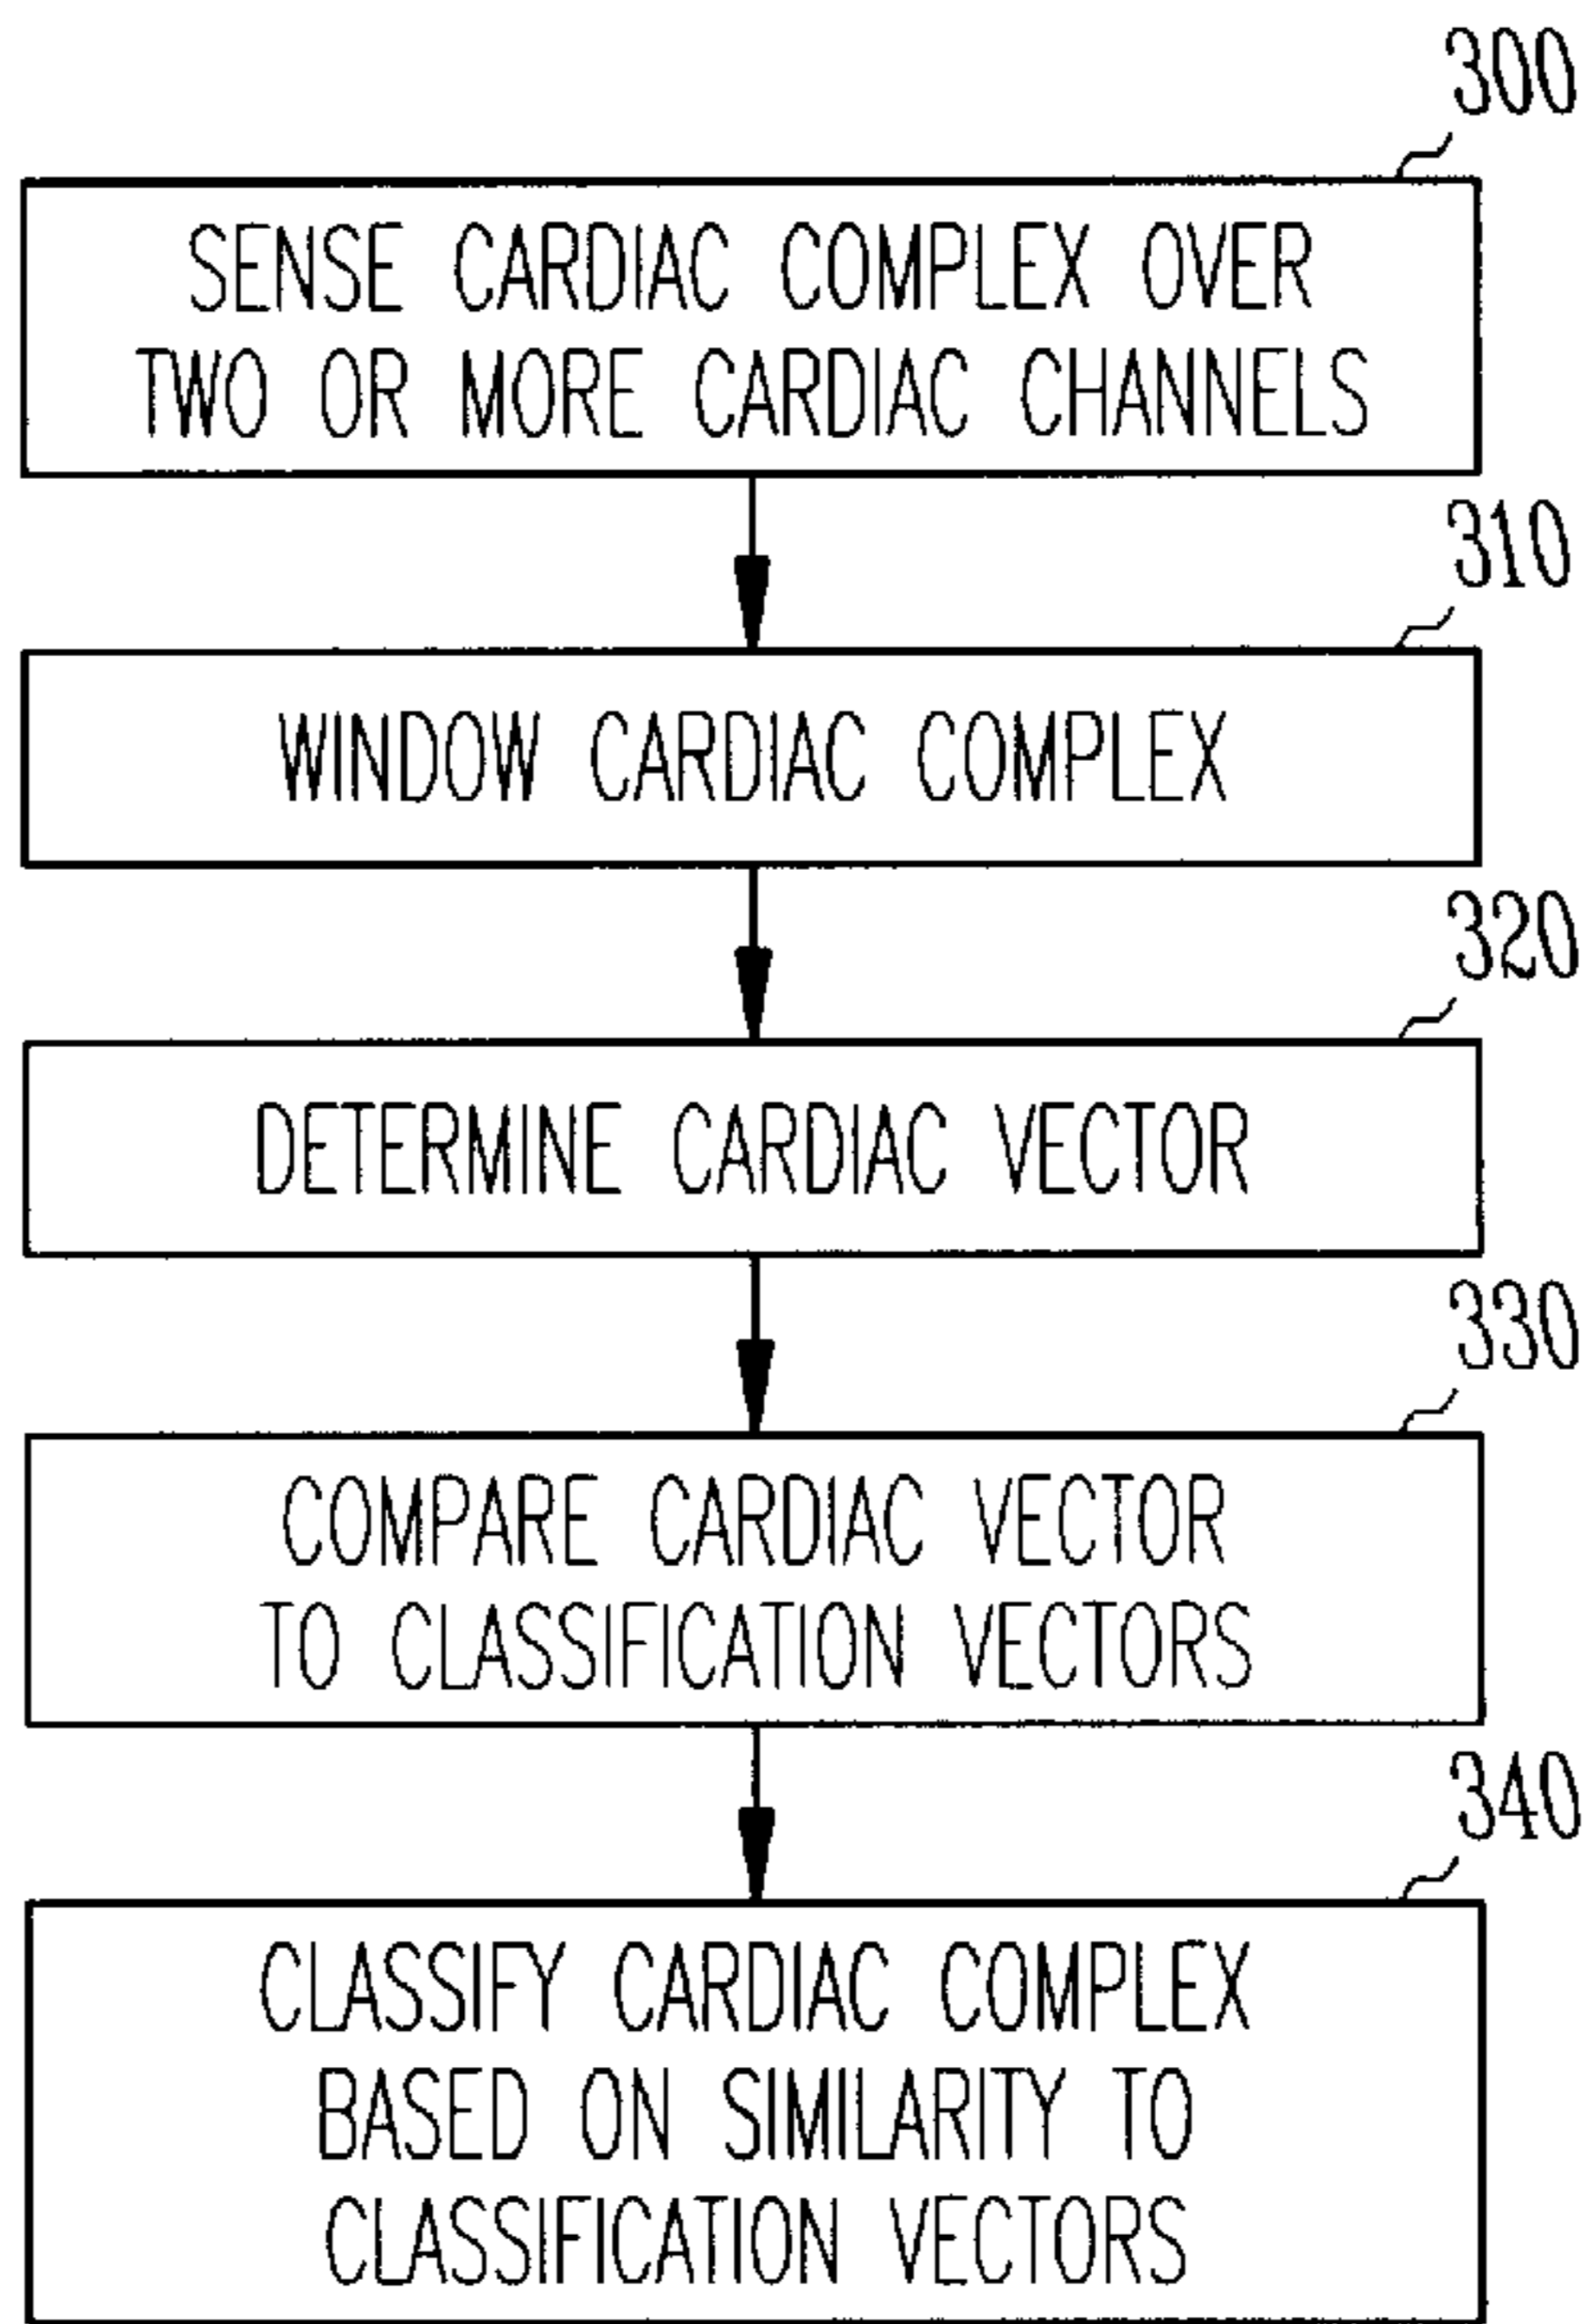 300
SENSE CARDIAC COMPLEX OVER
TWO OR MORE CARDIAC CHANNELS
310
WINDOW CARDIAC COMPLEX
320
DETERMINE CARDIAC VECTOR
330
COMPARE CARDIAC VECTOR
TO CLASSIFICATION VECTORS
340
CLASSIFY CARDIAC COMPLEX
BASED ON SIMILARITY TO
CLASSIFICATION VECTORS